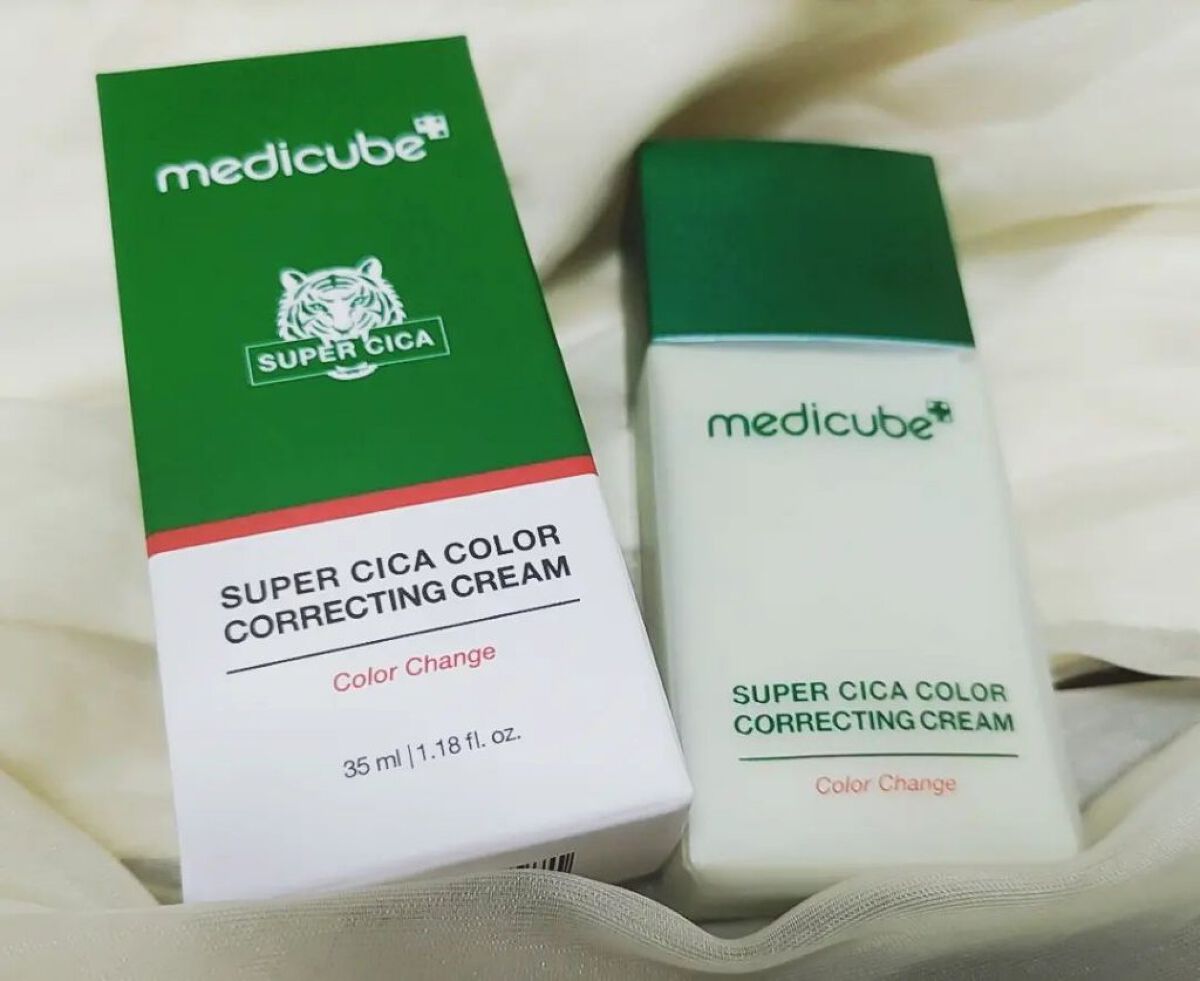 medicube
SUPER CICA
SUPER CICA COLOR
CORRECTING CREAM
Color Change
35 ml | 1.18 fl. oz.
medicube
SUPER CICA COLOR
CORRECTING CREAM
Color Change